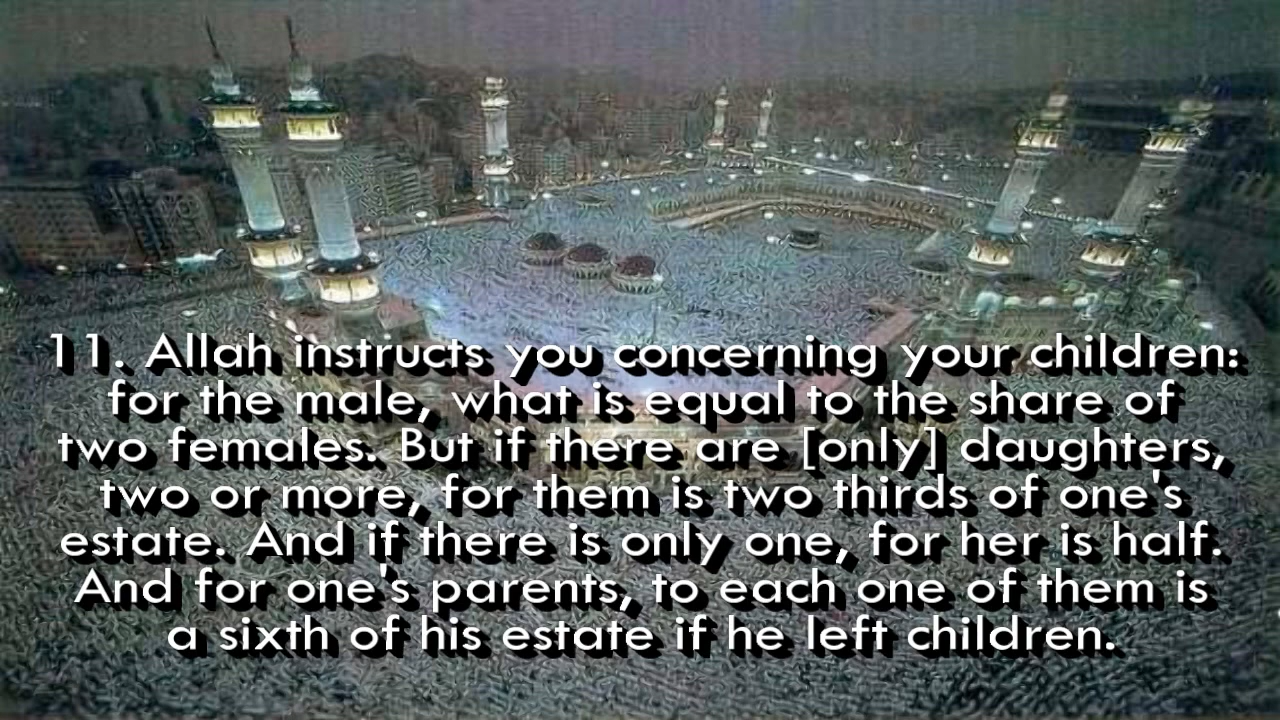 11. Allah instructs you concerning your children:
for the male, what is equal to the share of
two females. But if there are [only] daughters,
two or more, for them is two thirds of one's
estate. And if there is only one, for her is half.
And for one's parents, to each one of them is
a sixth of his estate if he left children.